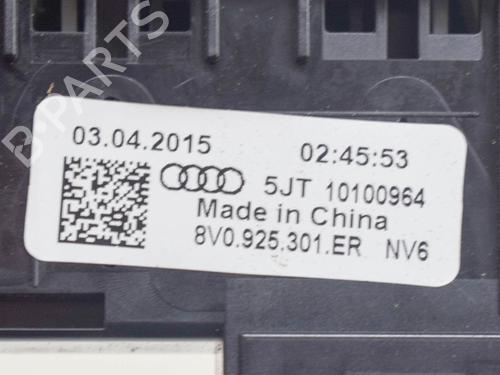 03.04.2015 02:45:53
5JT 10100964
Made in China
8V0.925.301.ER NV6
B-PARTS